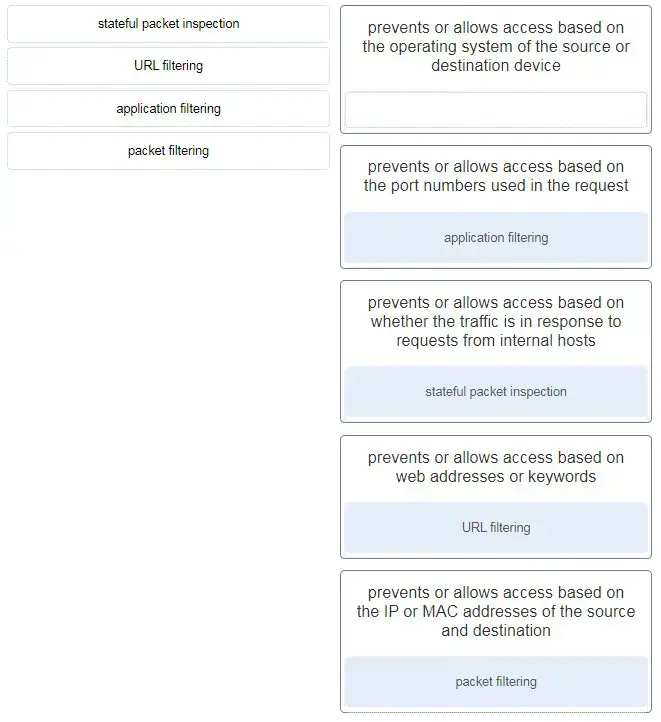 stateful packet inspection
URL filtering
application filtering
packet filtering
prevents or allows access based on
the operating system of the source or
destination device
prevents or allows access based on
the port numbers used in the request
application filtering
prevents or allows access based on
whether the traffic is in response to
requests from internal hosts
stateful packet inspection
prevents or allows access based on
web addresses or keywords
URL filtering
prevents or allows access based on
the IP or MAC addresses of the source
and destination
packet filtering